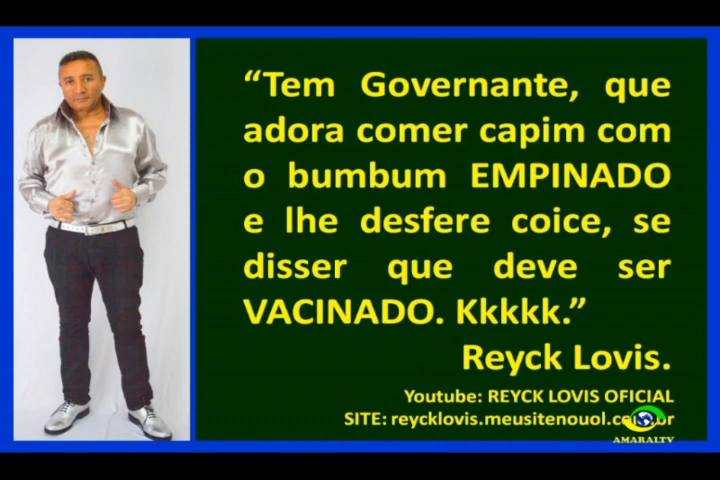 “Tem Governante, que
adora comer capim com
o bumbum EMPINADO
e lhe desfere coice, se
disser que deve ser
VACINADO. Kkkkk.”
Reyck Lovis.
Youtube: REYCK LOVIS OFICIAL
SITE: reycklovis.meusitenouol.com.br
AMARALTV